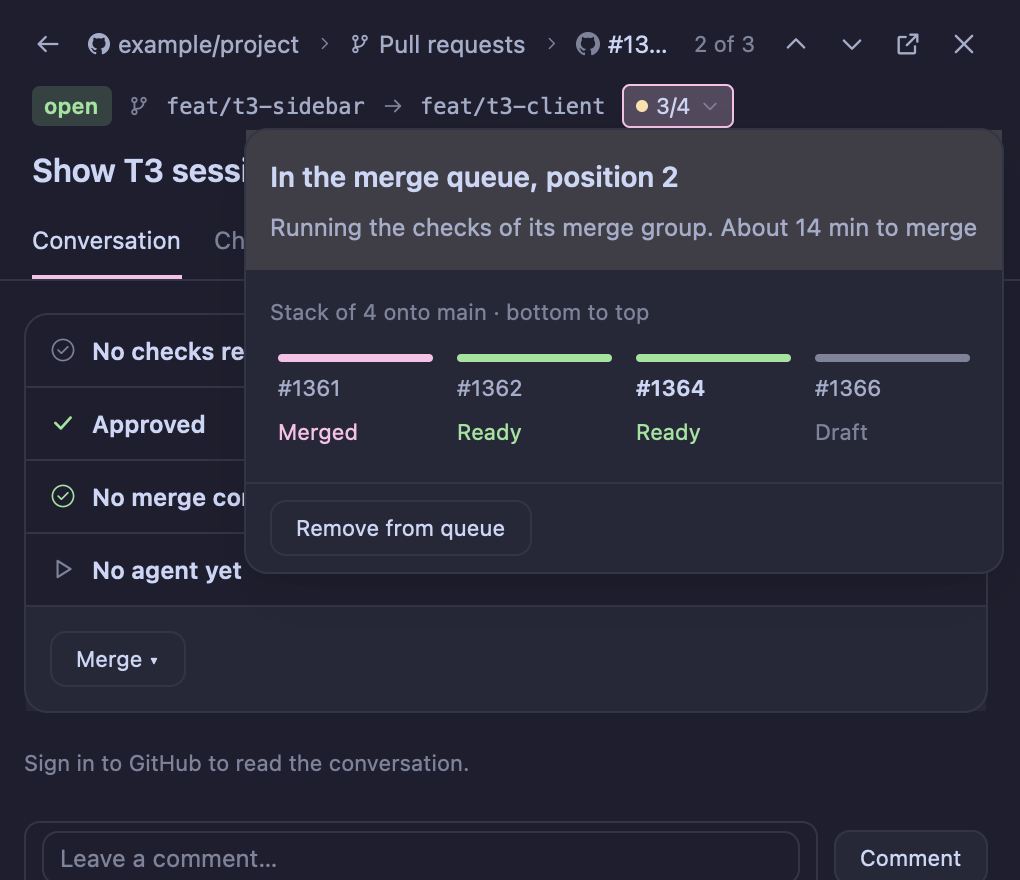 example/project > Pull requests > #13... 2 of 3
open feat/t3-sidebar → feat/t3-client 3/4
Show T3 sessi
In the merge queue, position 2
Running the checks of its merge group. About 14 min to merge
Conversation Ch
Stack of 4 onto main · bottom to top
#1361 #1362 #1364 #1366
Merged Ready Ready Draft
Remove from queue
No checks re
Approved
No merge con
No agent yet
Merge ▾
Sign in to GitHub to read the conversation.
Leave a comment... Comment